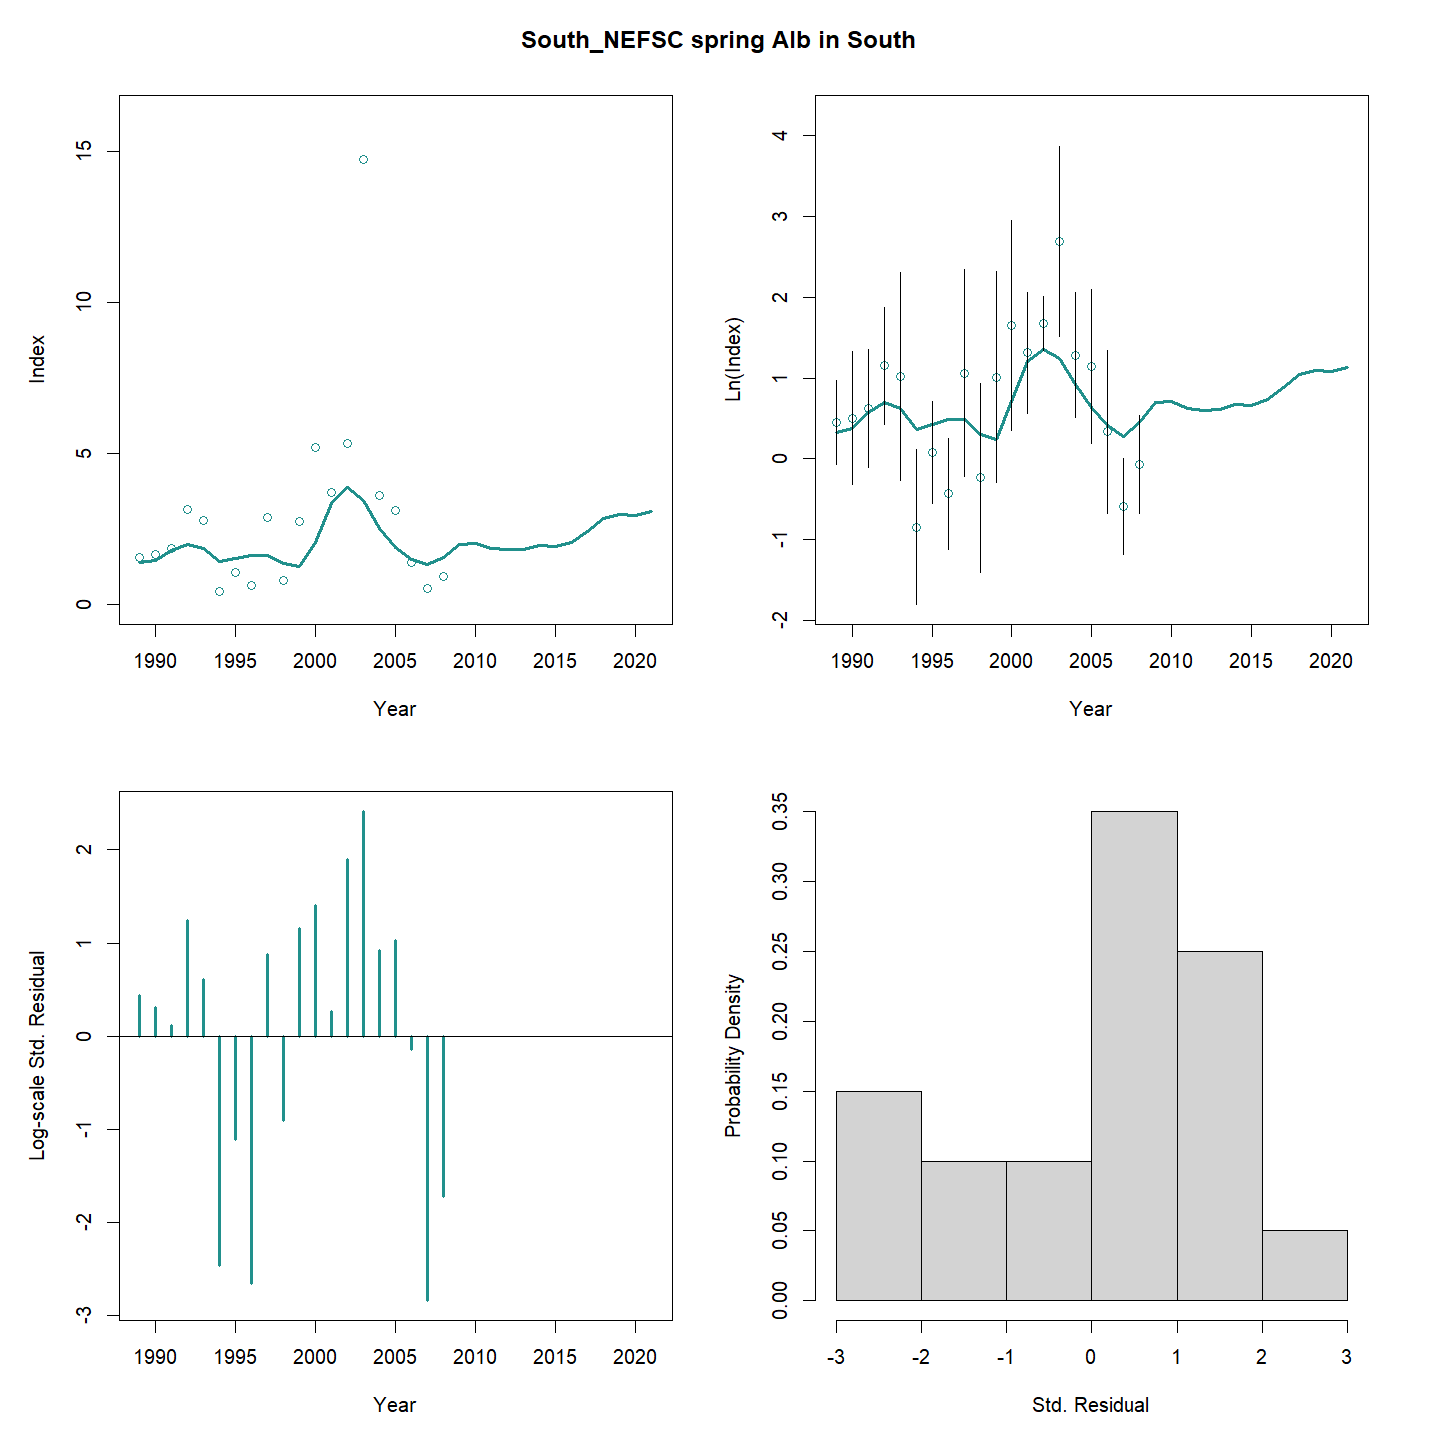 South_NEFSC spring Alb in South
Index
15
10
5
0
1990 1995 2000 2005 2010 2015 2020
Year
Ln(Index)
4
3
2
1
0
-1
-2
1990 1995 2000 2005 2010 2015 2020
Year
Log-scale Std. Residual
2
1
0
-1
-2
-3
1990 1995 2000 2005 2010 2015 2020
Year
Probability Density
0.35
0.30
0.25
0.20
0.15
0.10
0.05
0.00
-3 -2 -1 0 1 2 3
Std. Residual